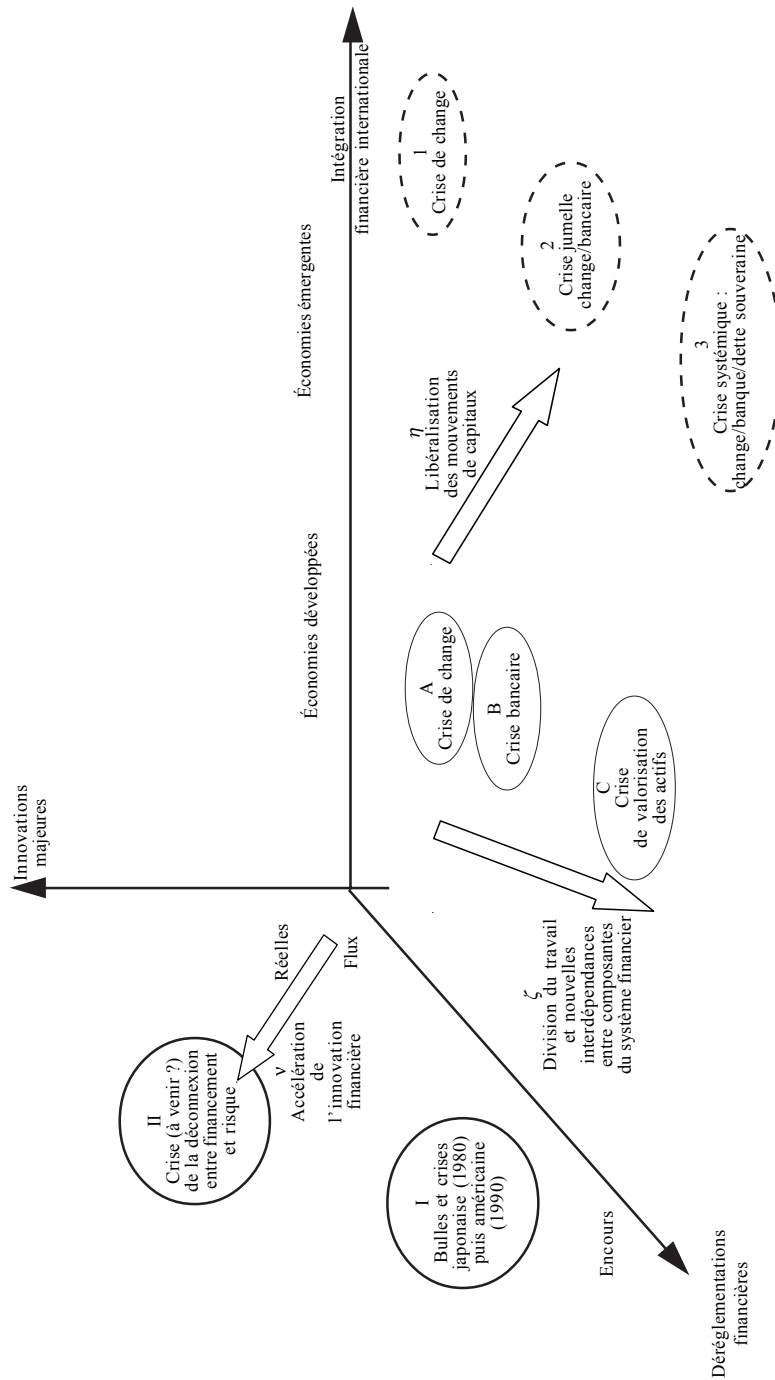 Innovations
majeures
Réelles
Flux
II
Crise (à venir ?)
de la déconnexion
entre financement
et risque
ν
Accélération
de
l'innovation
financière
I
Bulles et crises
japonaise (1980)
puis américaine
(1990)
Encours
Déréglementations
financières
Économies développées
Économies émergentes
Intégration
financière internationale
A
Crise de change
B
Crise bancaire
C
Crise
de valorisation
des actifs
ζ
Division du travail
et nouvelles
interdépendances
entre composantes
du système financier
η
Libéralisation
des mouvements
de capitaux
1
Crise de change
2
Crise jumelle
change/bancaire
3
Crise systémique :
change/banque/dette souveraine